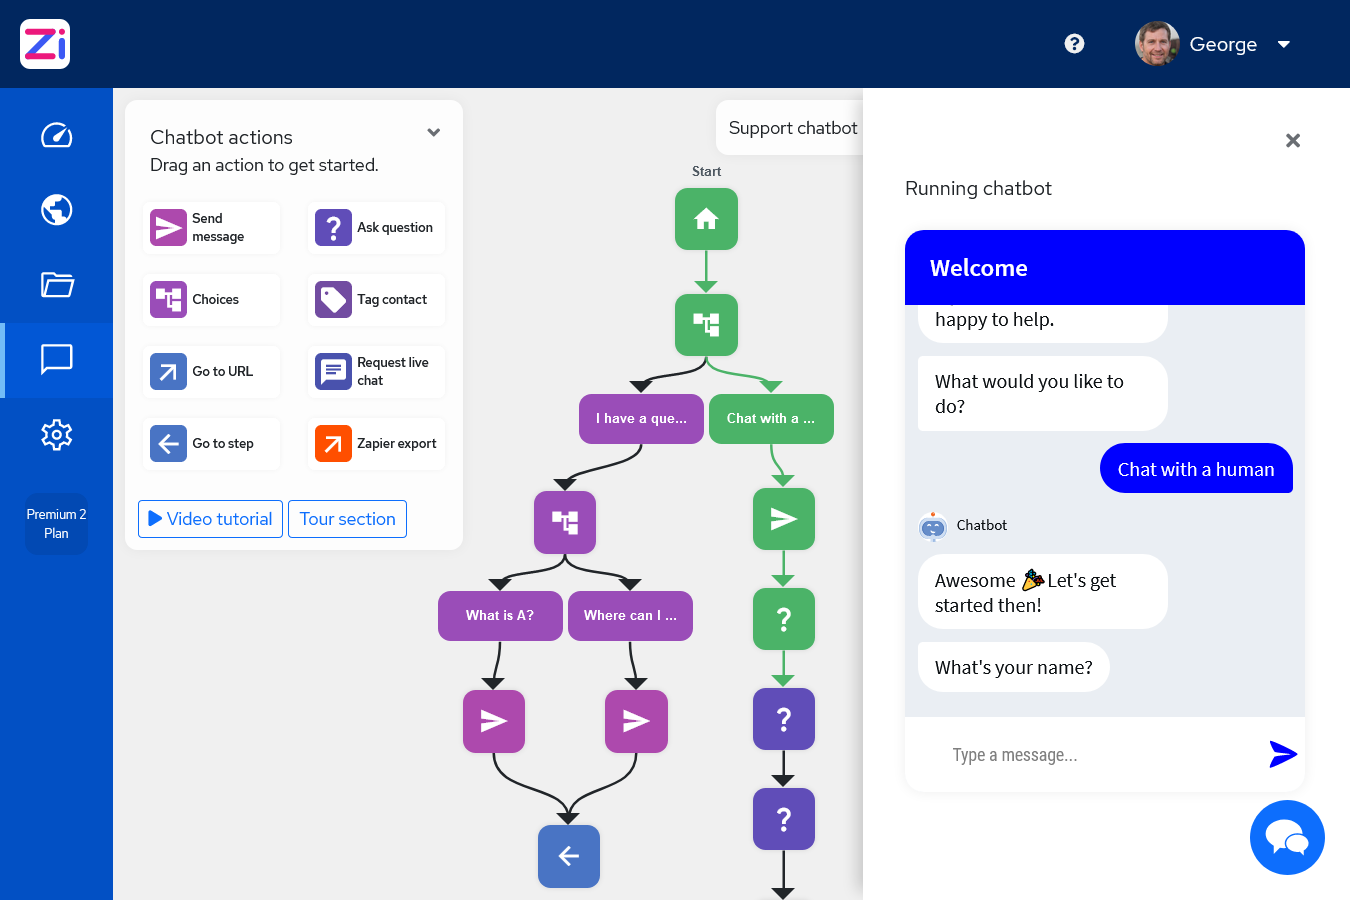 Zi
George
Chatbot actions
Drag an action to get started.
Send
message
Ask question
Choices
Tag contact
Go to URL
Request live
chat
Go to step
Zapier export
Video tutorial
Tour section
Premium 2
Plan
Support chatbot
Start
I have a que...
Chat with a ...
What is A?
Where can I ...
Running chatbot
Welcome
happy to help.
What would you like to
do?
Chat with a human
Chatbot
Awesome 🎉 Let's get
started then!
What's your name?
Type a message...